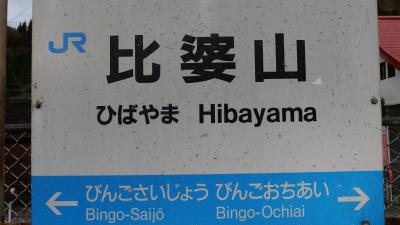 JR
比婆山
ひばやま Hibayama
← びんごさいじょう びんごおちあい →
Bingo-Saijō Bingo-Ochiai